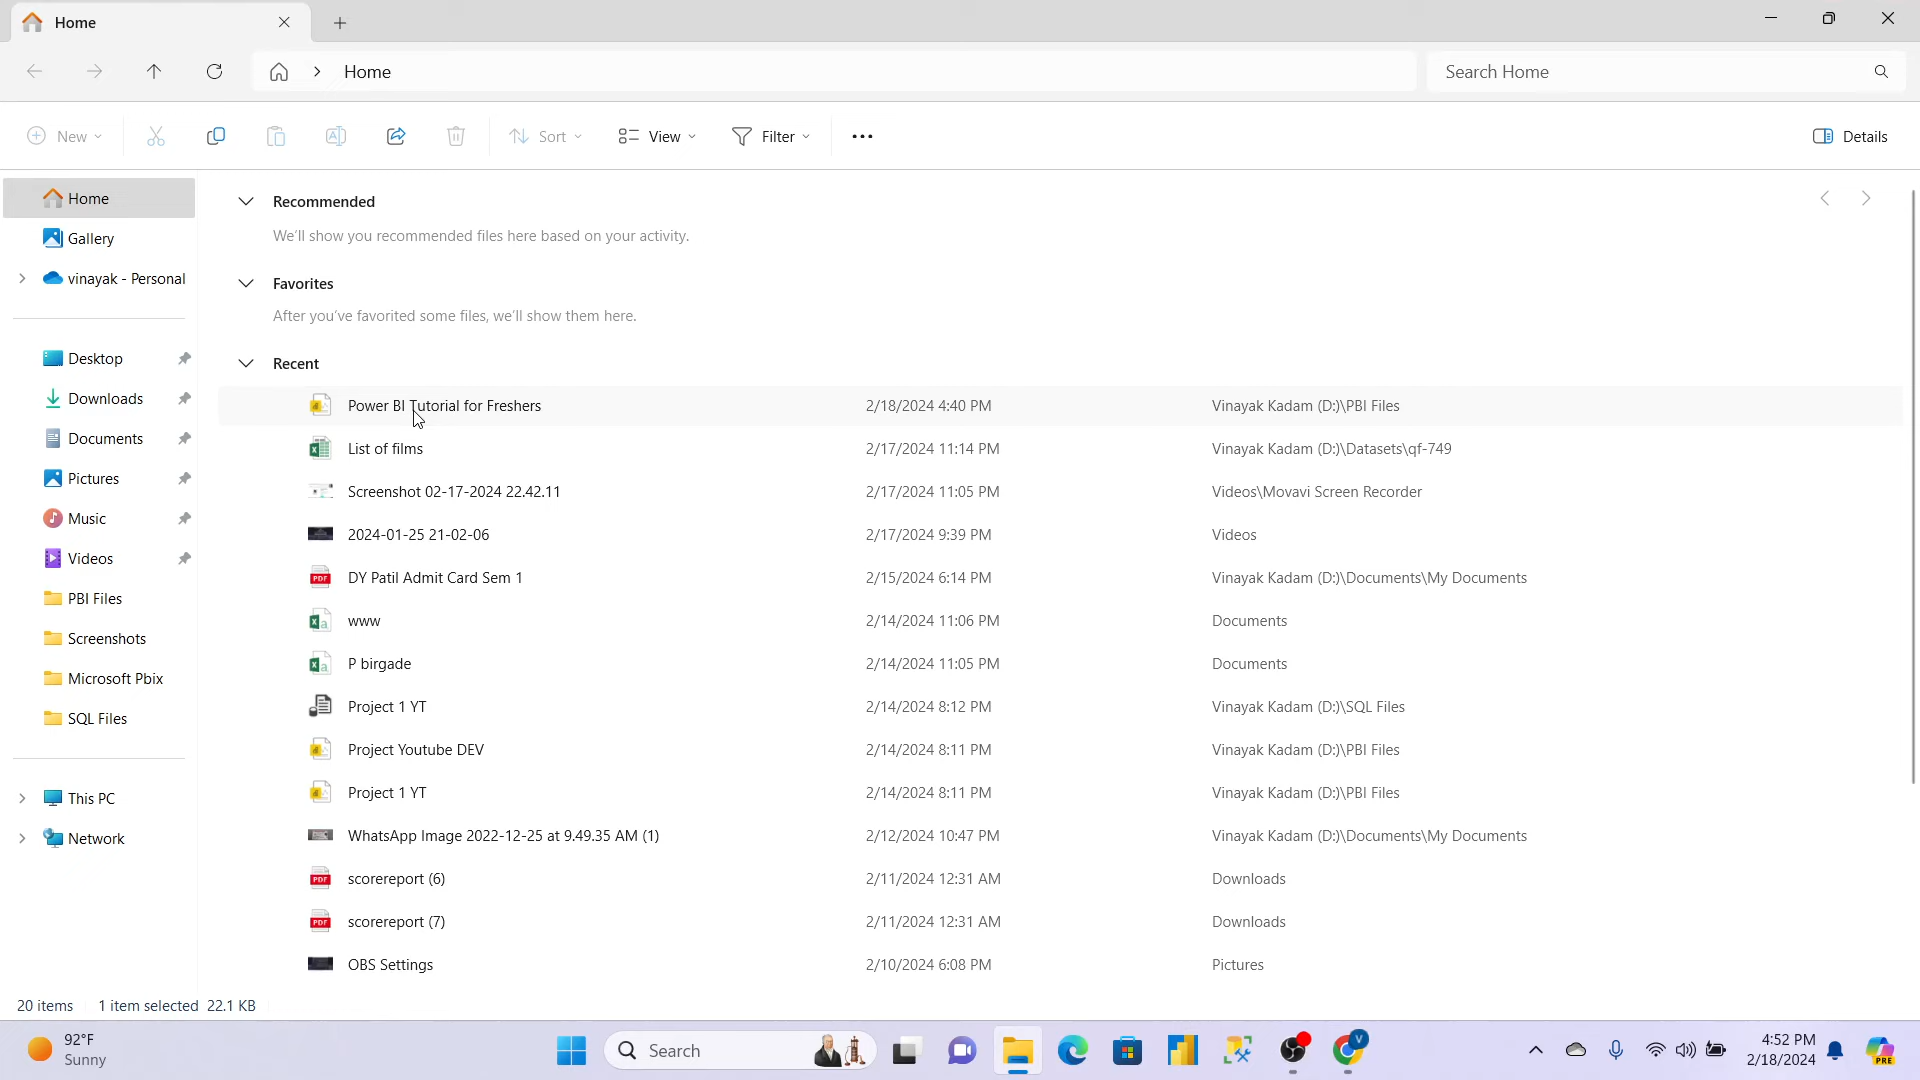 Home
Home
Search Home
New
Sort
View
Filter
Details
Home
Gallery
vinayak - Personal
Desktop
Downloads
Documents
Pictures
Music
Videos
PBI Files
Screenshots
Microsoft Pbix
SQL Files
This PC
Network
Recommended
We'll show you recommended files here based on your activity.
Favorites
After you've favorited some files, we'll show them here.
Recent
Power BI Tutorial for Freshers 2/18/2024 4:40 PM Vinayak Kadam (D:)\PBI Files
List of films 2/17/2024 11:14 PM Vinayak Kadam (D:)\Datasets\qf-749
Screenshot 02-17-2024 22.42.11 2/17/2024 11:05 PM Videos\Movavi Screen Recorder
2024-01-25 21-02-06 2/17/2024 9:39 PM Videos
DY Patil Admit Card Sem 1 2/15/2024 6:14 PM Vinayak Kadam (D:)\Documents\My Documents
www 2/14/2024 11:06 PM Documents
P birgade 2/14/2024 11:05 PM Documents
Project 1 YT 2/14/2024 8:12 PM Vinayak Kadam (D:)\SQL Files
Project Youtube DEV 2/14/2024 8:11 PM Vinayak Kadam (D:)\PBI Files
Project 1 YT 2/14/2024 8:11 PM Vinayak Kadam (D:)\PBI Files
WhatsApp Image 2022-12-25 at 9.49.35 AM (1) 2/12/2024 10:47 PM Vinayak Kadam (D:)\Documents\My Documents
scorereport (6) 2/11/2024 12:31 AM Downloads
scorereport (7) 2/11/2024 12:31 AM Downloads
OBS Settings 2/10/2024 6:08 PM Pictures
20 items 1 item selected 22.1 KB
92°F
Sunny
Search
V
4:52 PM
2/18/2024
PRE